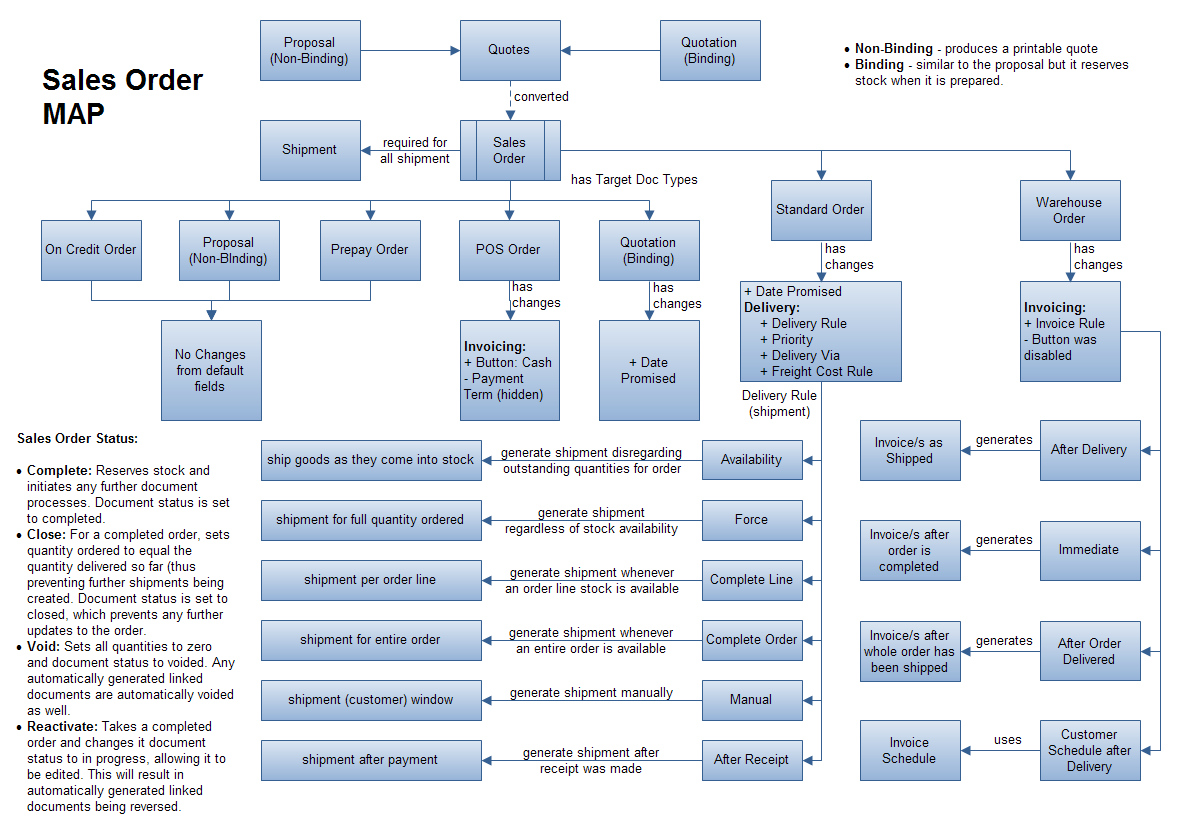 Proposal
(Non-Binding)
Quotes
Quotation
(Binding)
• Non-Binding - produces a printable quote
• Binding - similar to the proposal but it reserves
stock when it is prepared.
Sales Order
MAP
converted
Shipment
required for
all shipment
Sales
Order
has Target Doc Types
Standard Order
Warehouse
Order
On Credit Order
Proposal
(Non-BInding)
Prepay Order
POS Order
Quotation
(Binding)
has
changes
has
changes
has
changes
has
changes
No Changes
from default
fields
Invoicing:
+ Button: Cash
- Payment
Term (hidden)
+ Date
Promised
+ Date Promised
Delivery:
+ Delivery Rule
+ Priority
+ Delivery Via
+ Freight Cost Rule
Invoicing:
+ Invoice Rule
- Button was
disabled
Delivery Rule
(shipment)
Sales Order Status:
• Complete: Reserves stock and
initiates any further document
processes. Document status is set
to completed.
• Close: For a completed order, sets
quantity ordered to equal the
quantity delivered so far (thus
preventing further shipments being
created. Document status is set to
closed, which prevents any further
updates to the order.
• Void: Sets all quantities to zero
and document status to voided. Any
automatically generated linked
documents are automatically voided
as well.
• Reactivate: Takes a completed
order and changes it document
status to in progress, allowing it to
be edited. This will result in
automatically generated linked
documents being reversed.
ship goods as they come into stock
generate shipment disregarding
outstanding quantities for order
Availability
shipment for full quantity ordered
generate shipment
regardless of stock availability
Force
shipment per order line
generate shipment whenever
an order line stock is available
Complete Line
shipment for entire order
generate shipment whenever
an entire order is available
Complete Order
shipment (customer) window
generate shipment manually
Manual
shipment after payment
generate shipment after
receipt was made
After Receipt
Invoice/s as
Shipped
generates
After Delivery
Invoice/s after
order is
completed
generates
Immediate
Invoice/s after
whole order has
been shipped
generates
After Order
Delivered
Invoice
Schedule
uses
Customer
Schedule after
Delivery